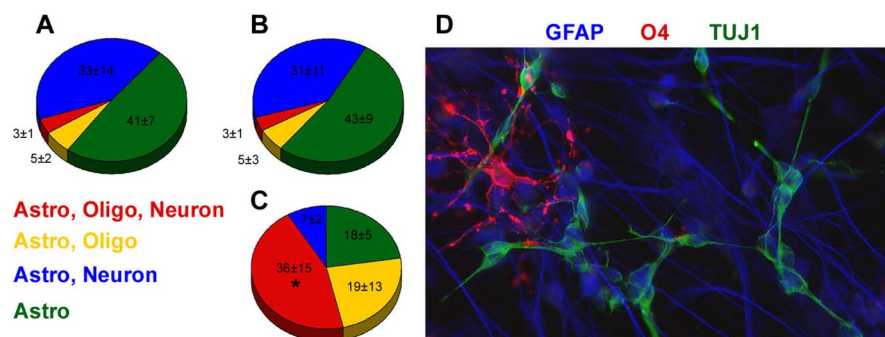 A
33±14
41±7
3±1
5±2
B
31±11
43±9
3±1
5±3
Astro, Oligo, Neuron
Astro, Oligo
Astro, Neuron
Astro
C
7±2
18±5
36±15
*
19±13
D GFAP O4 TUJ1